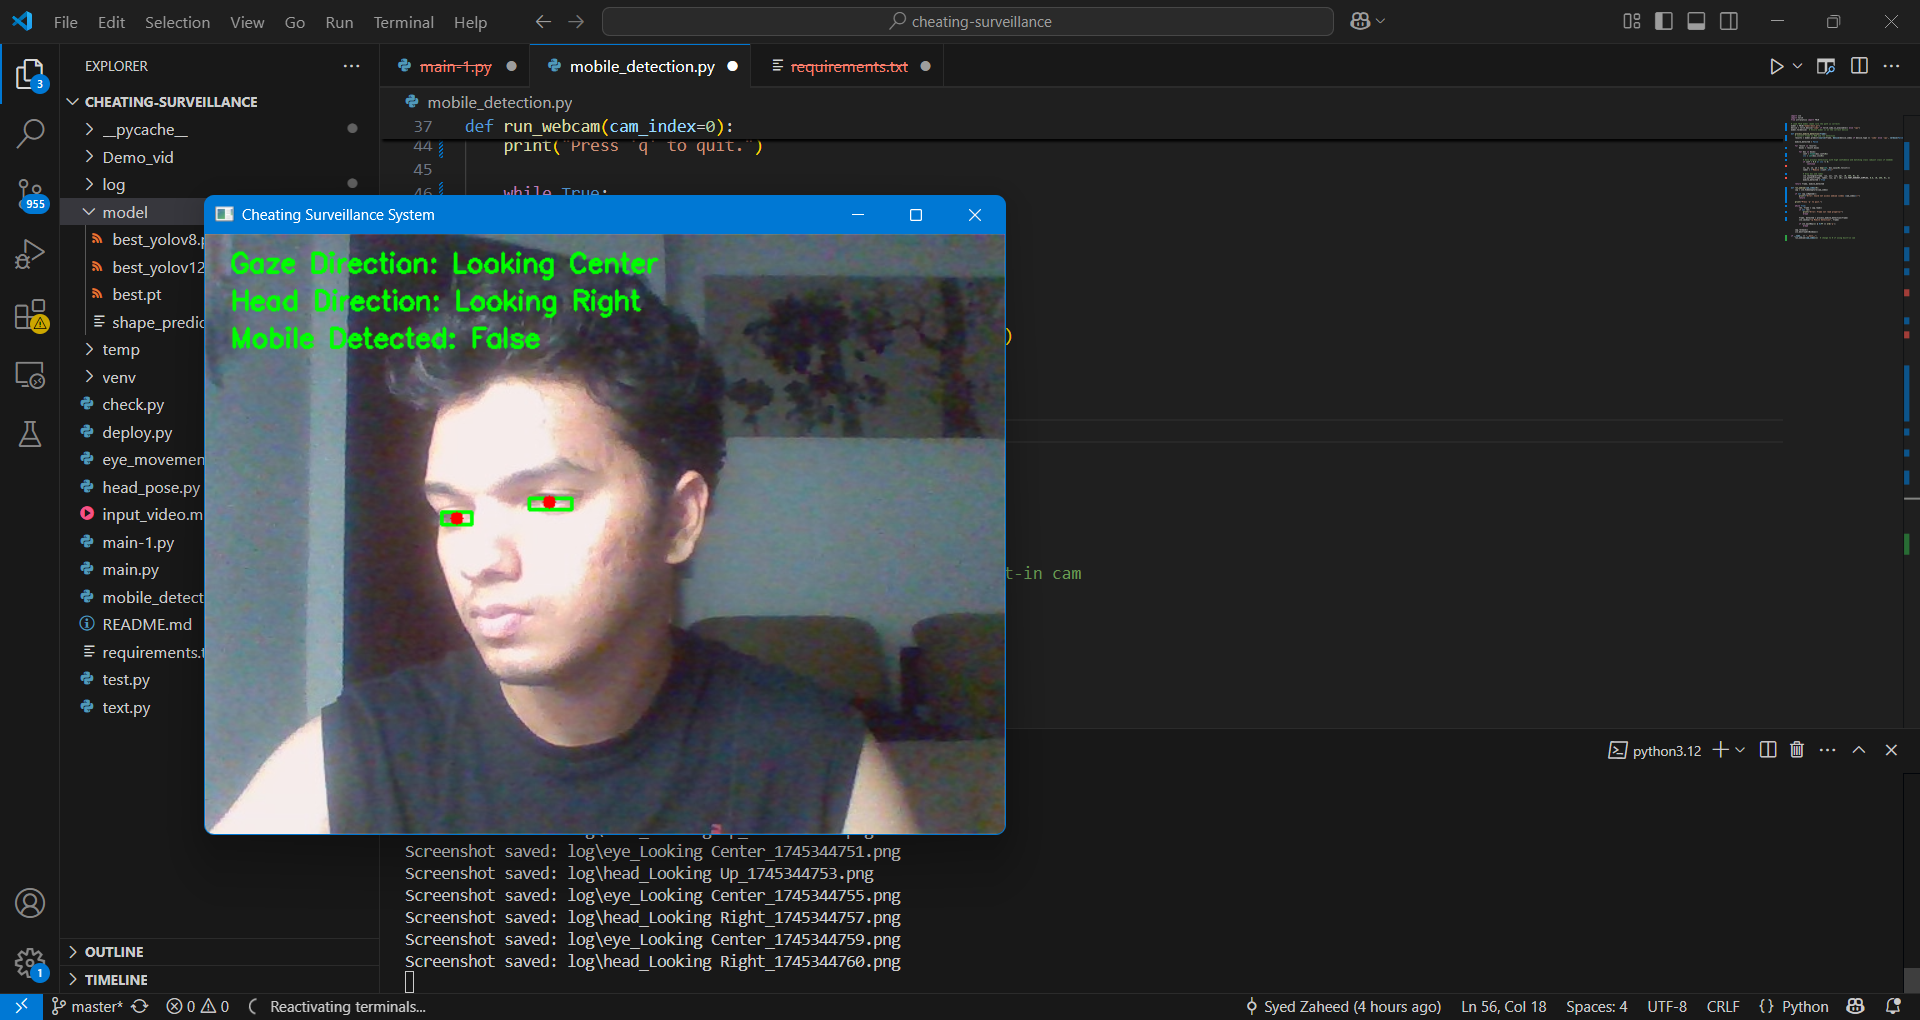 File Edit Selection View Go Run Terminal Help
cheating-surveillance
EXPLORER
CHEATING-SURVEILLANCE
__pycache__
Demo_vid
log
model
best_yolov8.p
best_yolov12
best.pt
shape_predic
temp
venv
check.py
deploy.py
eye_movemen
head_pose.py
input_video.m
main-1.py
main.py
mobile_detect
README.md
requirements.t
test.py
text.py
OUTLINE
TIMELINE
3
955
1
main-1.py
mobile_detection.py
requirements.txt
mobile_detection.py
37 def run_webcam(cam_index=0):
44 print("Press 'q' to quit.")
45
46 while True:
)
t-in cam
Cheating Surveillance System
Gaze Direction: Looking Center
Head Direction: Looking Right
Mobile Detected: False
python3.12
Screenshot saved: log\eye_Looking Center_1745344751.png
Screenshot saved: log\head_Looking Up_1745344753.png
Screenshot saved: log\eye_Looking Center_1745344755.png
Screenshot saved: log\head_Looking Right_1745344757.png
Screenshot saved: log\eye_Looking Center_1745344759.png
Screenshot saved: log\head_Looking Right_1745344760.png
master* 0 0 Reactivating terminals... Syed Zaheed (4 hours ago) Ln 56, Col 18 Spaces: 4 UTF-8 CRLF {} Python